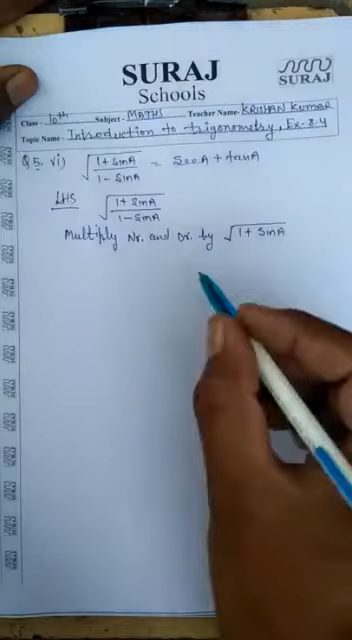 SURAJ
SURAJ
Schools
Class - 10th Subject - MATHS Teacher Name - KRISHAN KUMAR
Topic Name - Introduction to trigonometry, Ex-8.4
Q 5. vi) √(1 + SinA / 1 - SinA) = SecA + tanA
LHS √(1 + SinA / 1 - SinA)
Multiply Nr. and Dr. by √1 + SinA